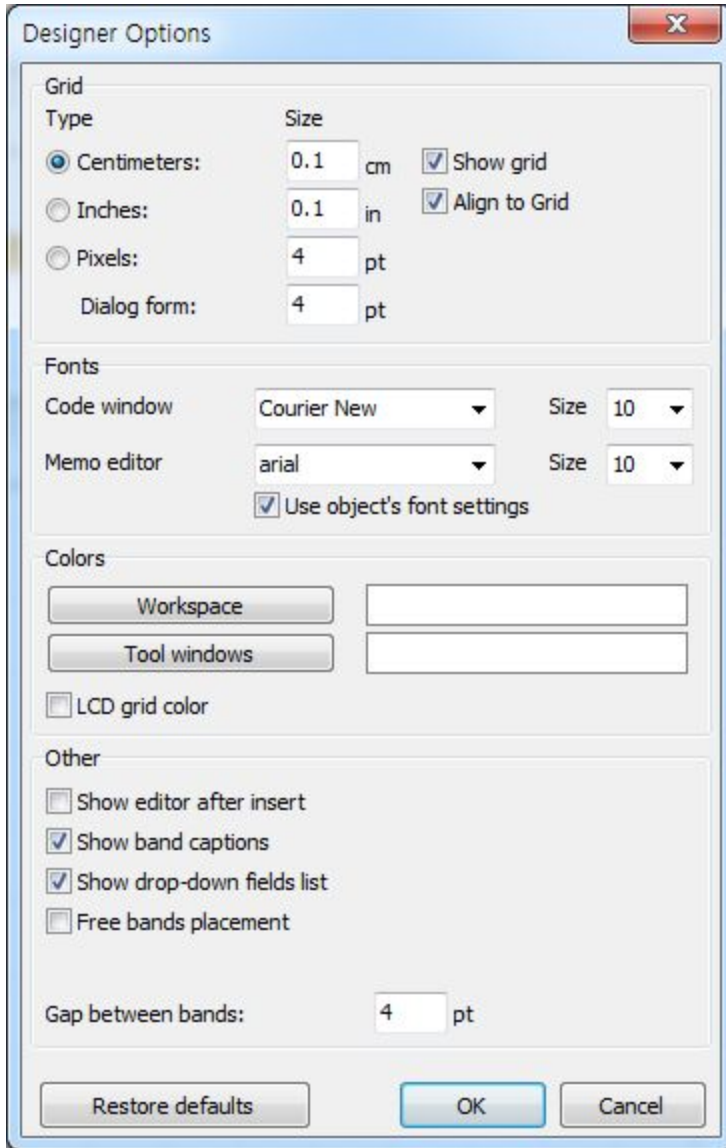 Designer Options
Grid
Type Size
Centimeters: 0.1 cm Show grid
Inches: 0.1 in Align to Grid
Pixels: 4 pt
Dialog form: 4 pt
Fonts
Code window Courier New Size 10
Memo editor arial Size 10
Use object's font settings
Colors
Workspace
Tool windows
LCD grid color
Other
Show editor after insert
Show band captions
Show drop-down fields list
Free bands placement
Gap between bands: 4 pt
Restore defaults OK Cancel